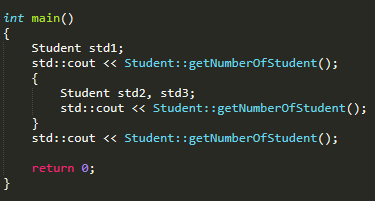 int main()
{
    Student std1;
    std::cout << Student::getNumberOfStudent();
    {
        Student std2, std3;
        std::cout << Student::getNumberOfStudent();
    }
    std::cout << Student::getNumberOfStudent();

    return 0;
}